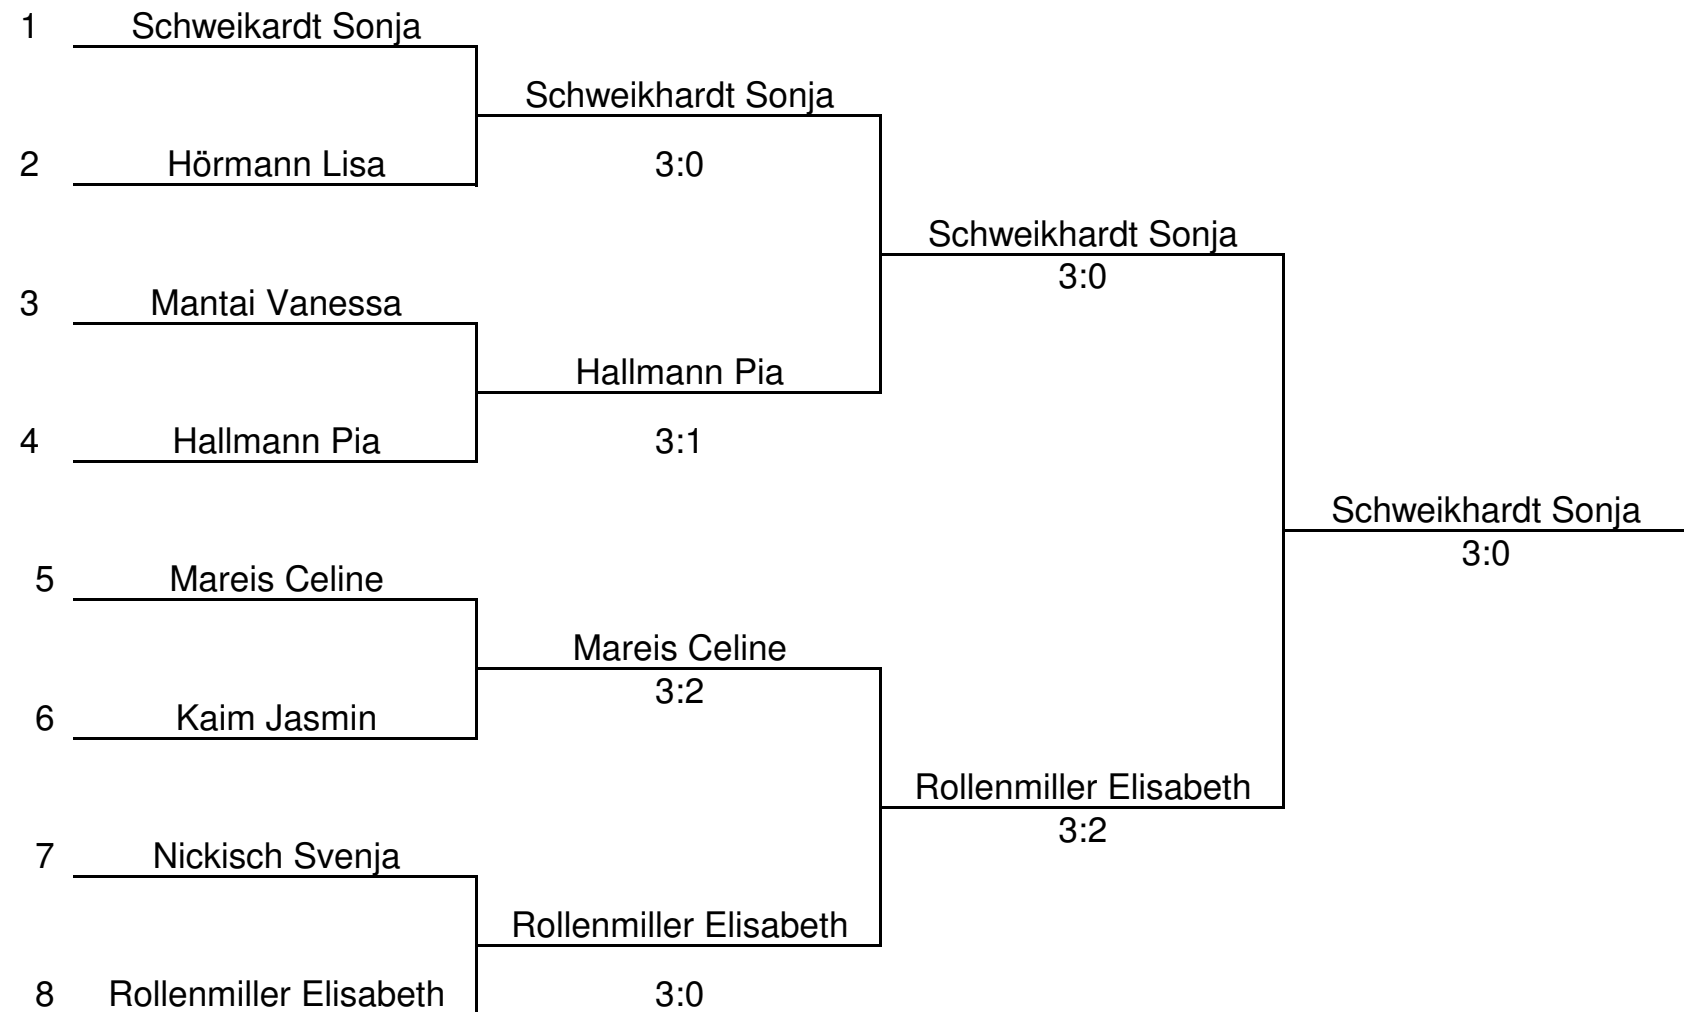 1 Schweikardt Sonja
Schweikhardt Sonja
2 Hörmann Lisa 3:0
Schweikhardt Sonja
3:0
3 Mantai Vanessa
Hallmann Pia
4 Hallmann Pia 3:1
Schweikhardt Sonja
3:0
5 Mareis Celine
Mareis Celine
3:2
6 Kaim Jasmin
Rollenmiller Elisabeth
3:2
7 Nickisch Svenja
Rollenmiller Elisabeth
8 Rollenmiller Elisabeth 3:0